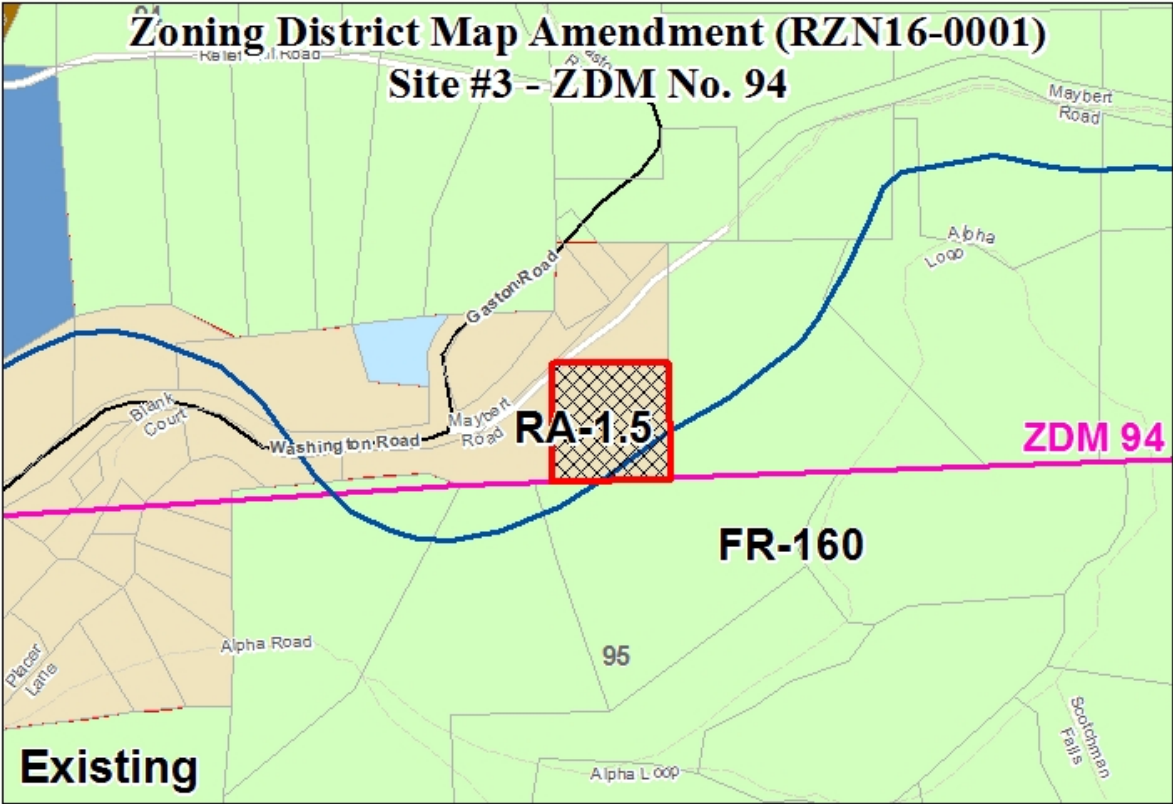 Zoning District Map Amendment (RZN16-0001)
Site #3 - ZDM No. 94
Road
Maybert
Road
Alpha
Loop
Gaston Road
Blank
Court
Washington Road
Maybert
Road
RA-1.5
ZDM 94
FR-160
Alpha Road
95
Placer
Lane
Scotchman
Falls
Alpha Loop
Existing